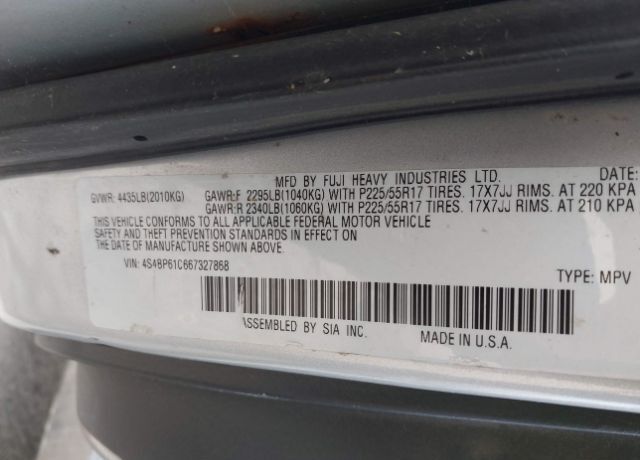 MFD BY FUJI HEAVY INDUSTRIES LTD. DATE:
GVWR: 4435LB(2010KG) GAWR:F 2295LB(1040KG) WITH P225/55R17 TIRES. 17X7JJ RIMS. AT 220 KPA
GAWR:R 2340LB(1060KG) WITH P225/55R17 TIRES. 17X7JJ RIMS. AT 210 KPA
THIS VEHICLE CONFORMS TO ALL APPLICABLE FEDERAL MOTOR VEHICLE
SAFETY AND THEFT PREVENTION STANDARDS IN EFFECT ON
THE DATE OF MANUFACTURE SHOWN ABOVE.
VIN: 4S4BP61C667327868 TYPE: MPV
ASSEMBLED BY SIA INC. MADE IN U.S.A.